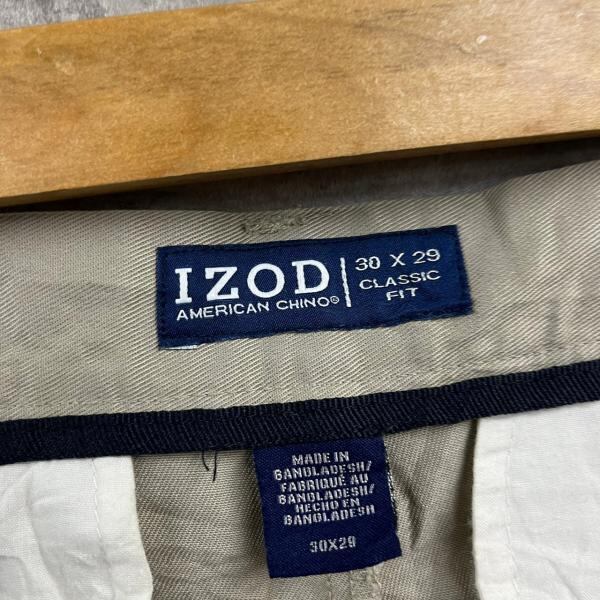 IZOD
AMERICAN CHINO®
30 X 29
CLASSIC
FIT
MADE IN
BANGLADESH/
FABRIQUÉ AU
BANGLADESH/
HECHO EN
BANGLADESH
30X29